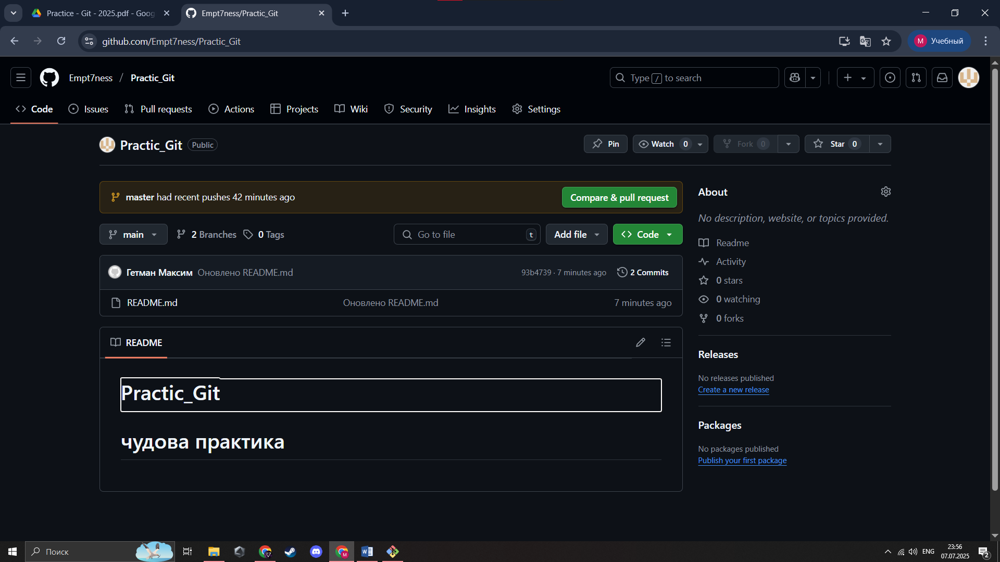 Practice - Git - 2025.pdf - Goog
Empt7ness/Practic_Git
github.com/Empt7ness/Practic_Git
M Учебный
Empt7ness / Practic_Git
Type / to search
Code Issues Pull requests Actions Projects Wiki Security Insights Settings
Practic_Git Public
Pin Watch 0 Fork 0 Star 0
master had recent pushes 42 minutes ago
Compare & pull request
main 2 Branches 0 Tags
Go to file t
Add file Code
Гетман Максим Оновлено README.md 93b4739 · 7 minutes ago 2 Commits
README.md Оновлено README.md 7 minutes ago
README
Practic_Git
чудова практика
About
No description, website, or topics provided.
Readme
Activity
0 stars
0 watching
0 forks
Releases
No releases published
Create a new release
Packages
No packages published
Publish your first package
Поиск
M
ENG
23:56
07.07.2025
2